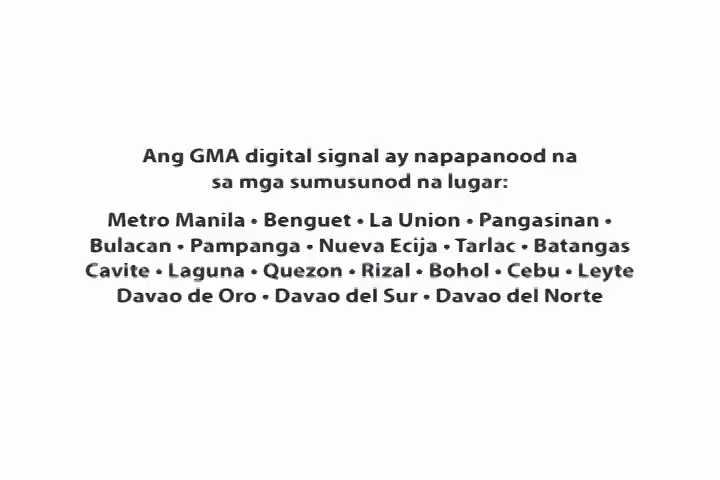 Ang GMA digital signal ay napapanood na
sa mga sumusunod na lugar:
Metro Manila • Benguet • La Union • Pangasinan •
Bulacan • Pampanga • Nueva Ecija • Tarlac • Batangas
Cavite • Laguna • Quezon • Rizal • Bohol • Cebu • Leyte
Davao de Oro • Davao del Sur • Davao del Norte